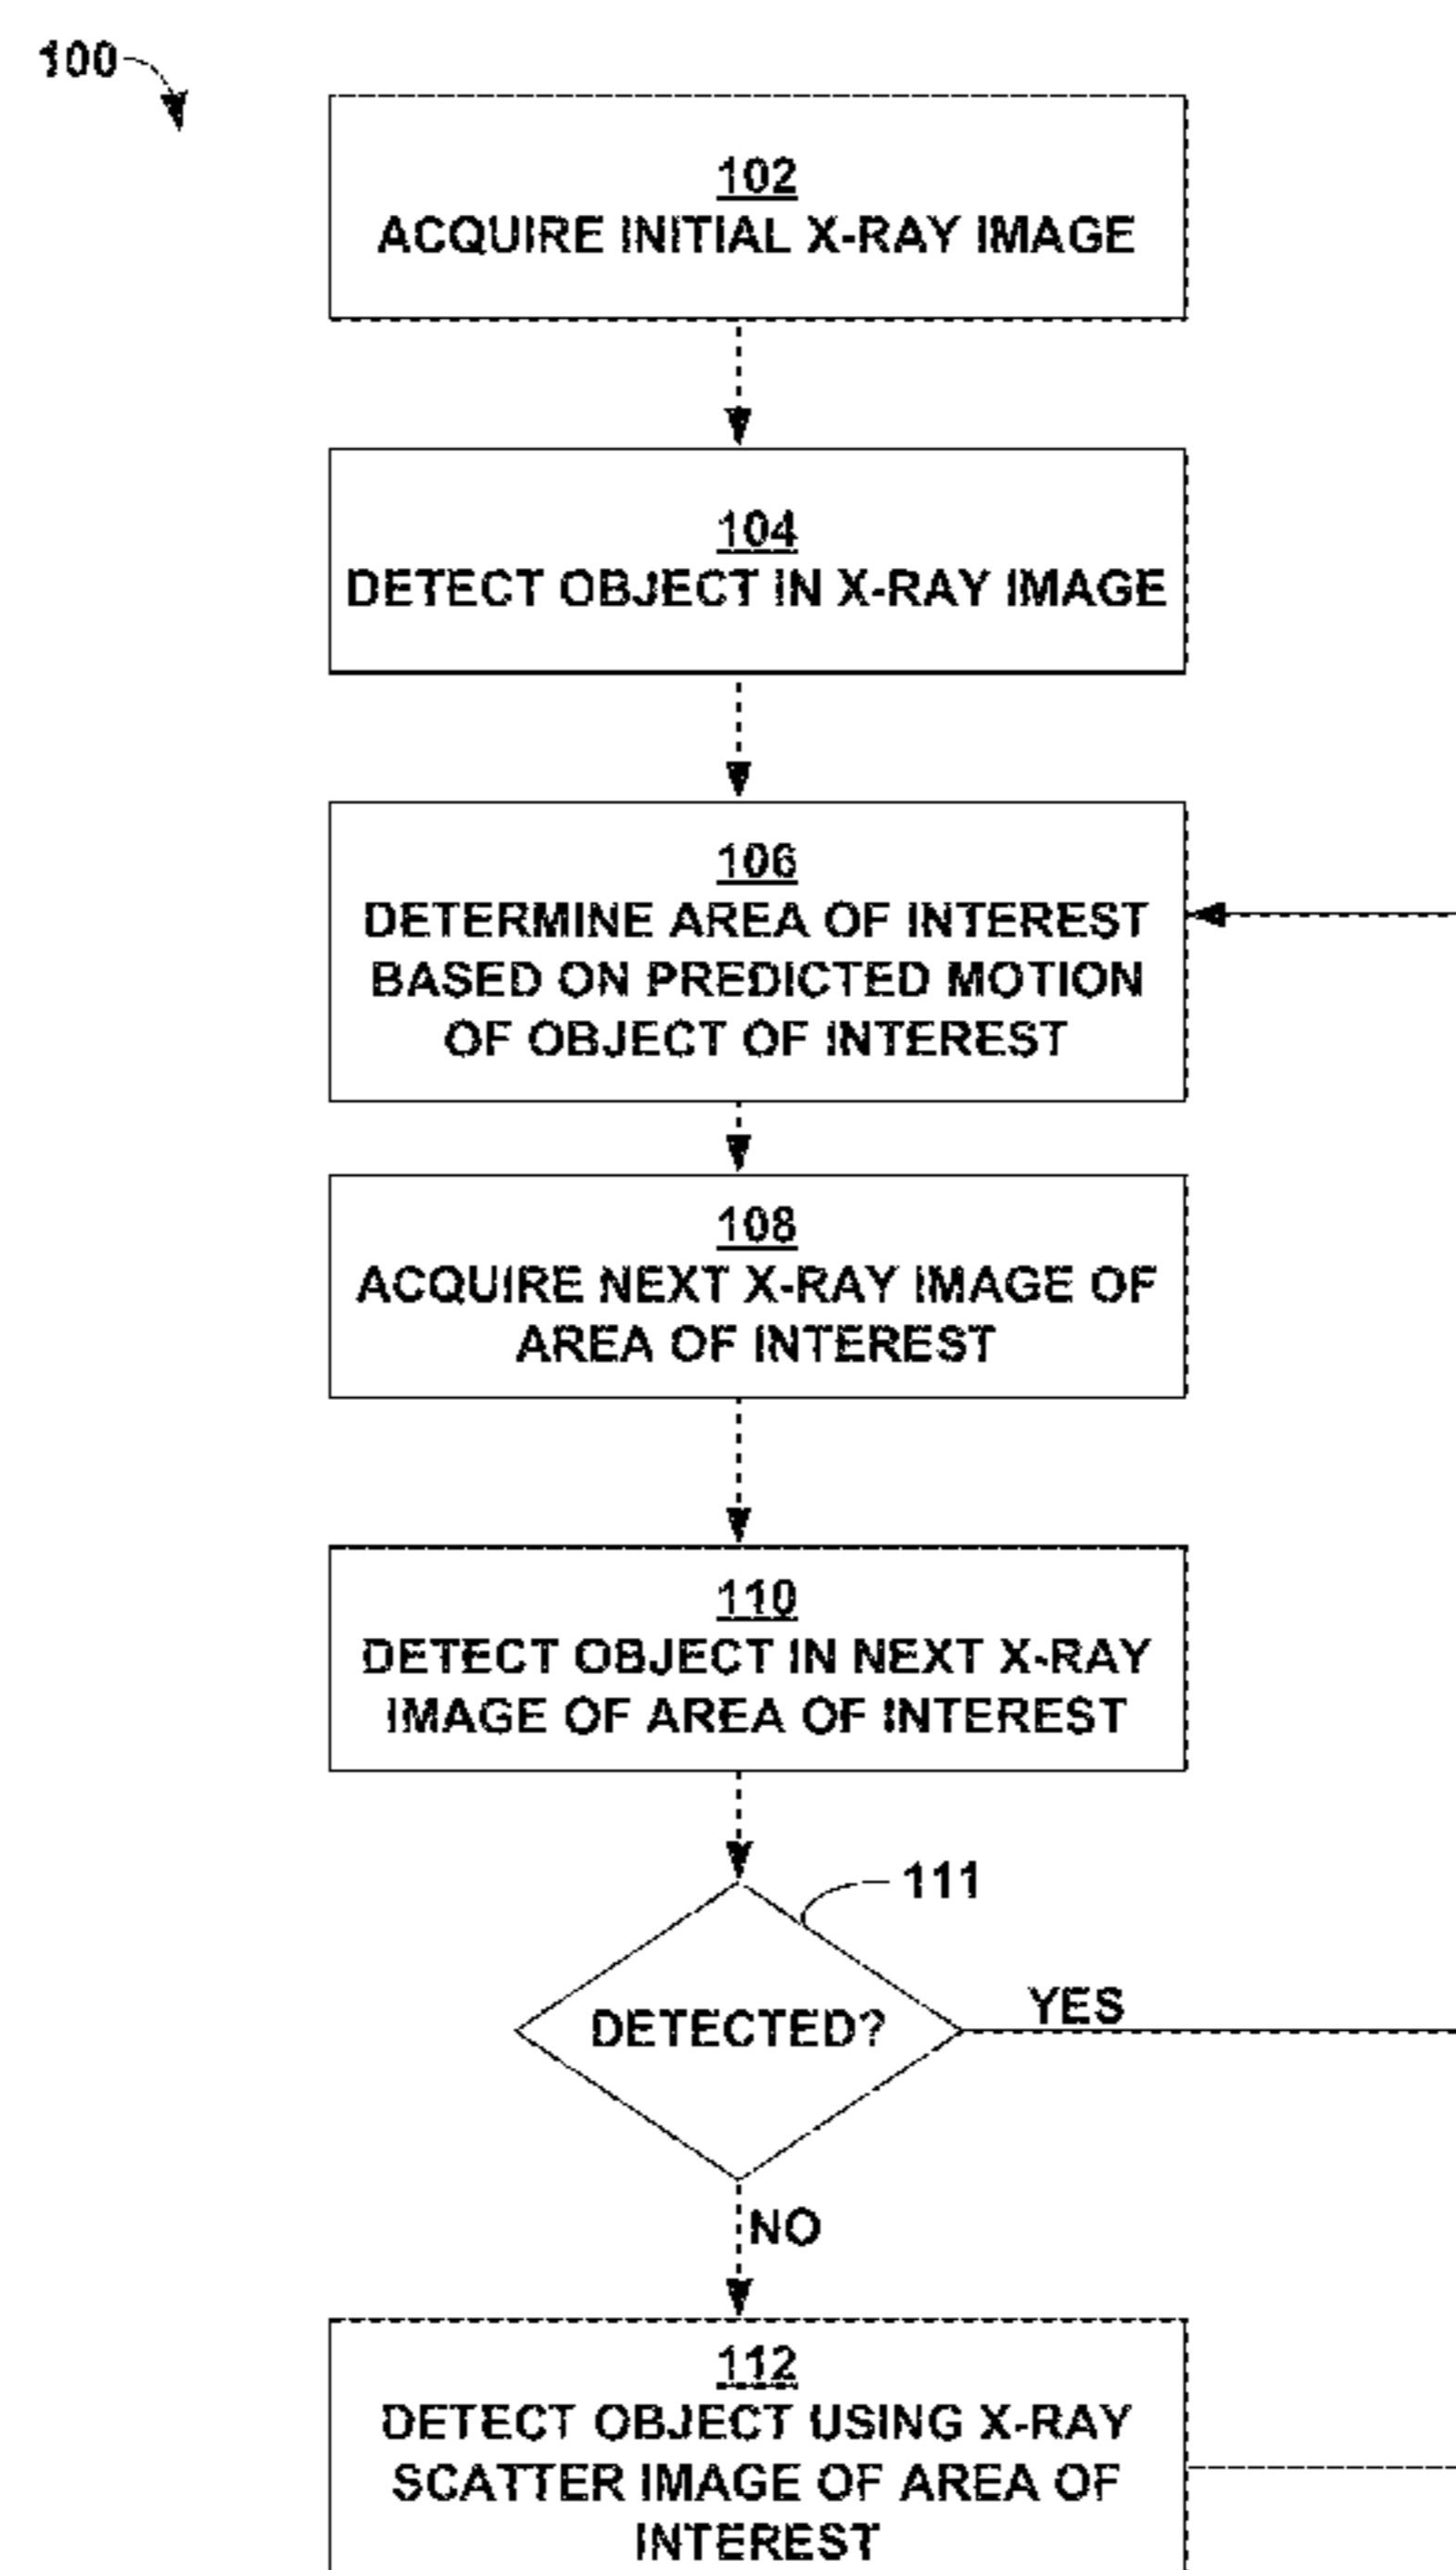 100
102
ACQUIRE INITIAL X-RAY IMAGE
104
DETECT OBJECT IN X-RAY IMAGE
106
DETERMINE AREA OF INTEREST
BASED ON PREDICTED MOTION
OF OBJECT OF INTEREST
108
ACQUIRE NEXT X-RAY IMAGE OF
AREA OF INTEREST
110
DETECT OBJECT IN NEXT X-RAY
IMAGE OF AREA OF INTEREST
111
DETECTED?
YES
NO
112
DETECT OBJECT USING X-RAY
SCATTER IMAGE OF AREA OF
INTEREST